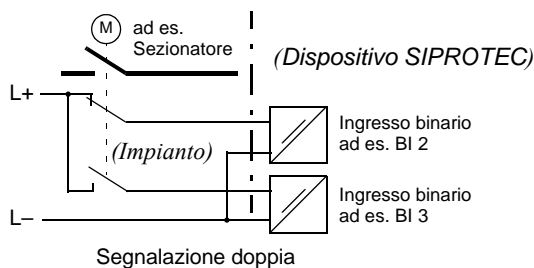 M
ad es.
Sezionatore
(Dispositivo SIPROTEC)
L+
Ingresso binario
ad es. BI 2
(Impianto)
Ingresso binario
ad es. BI 3
L–
Segnalazione doppia